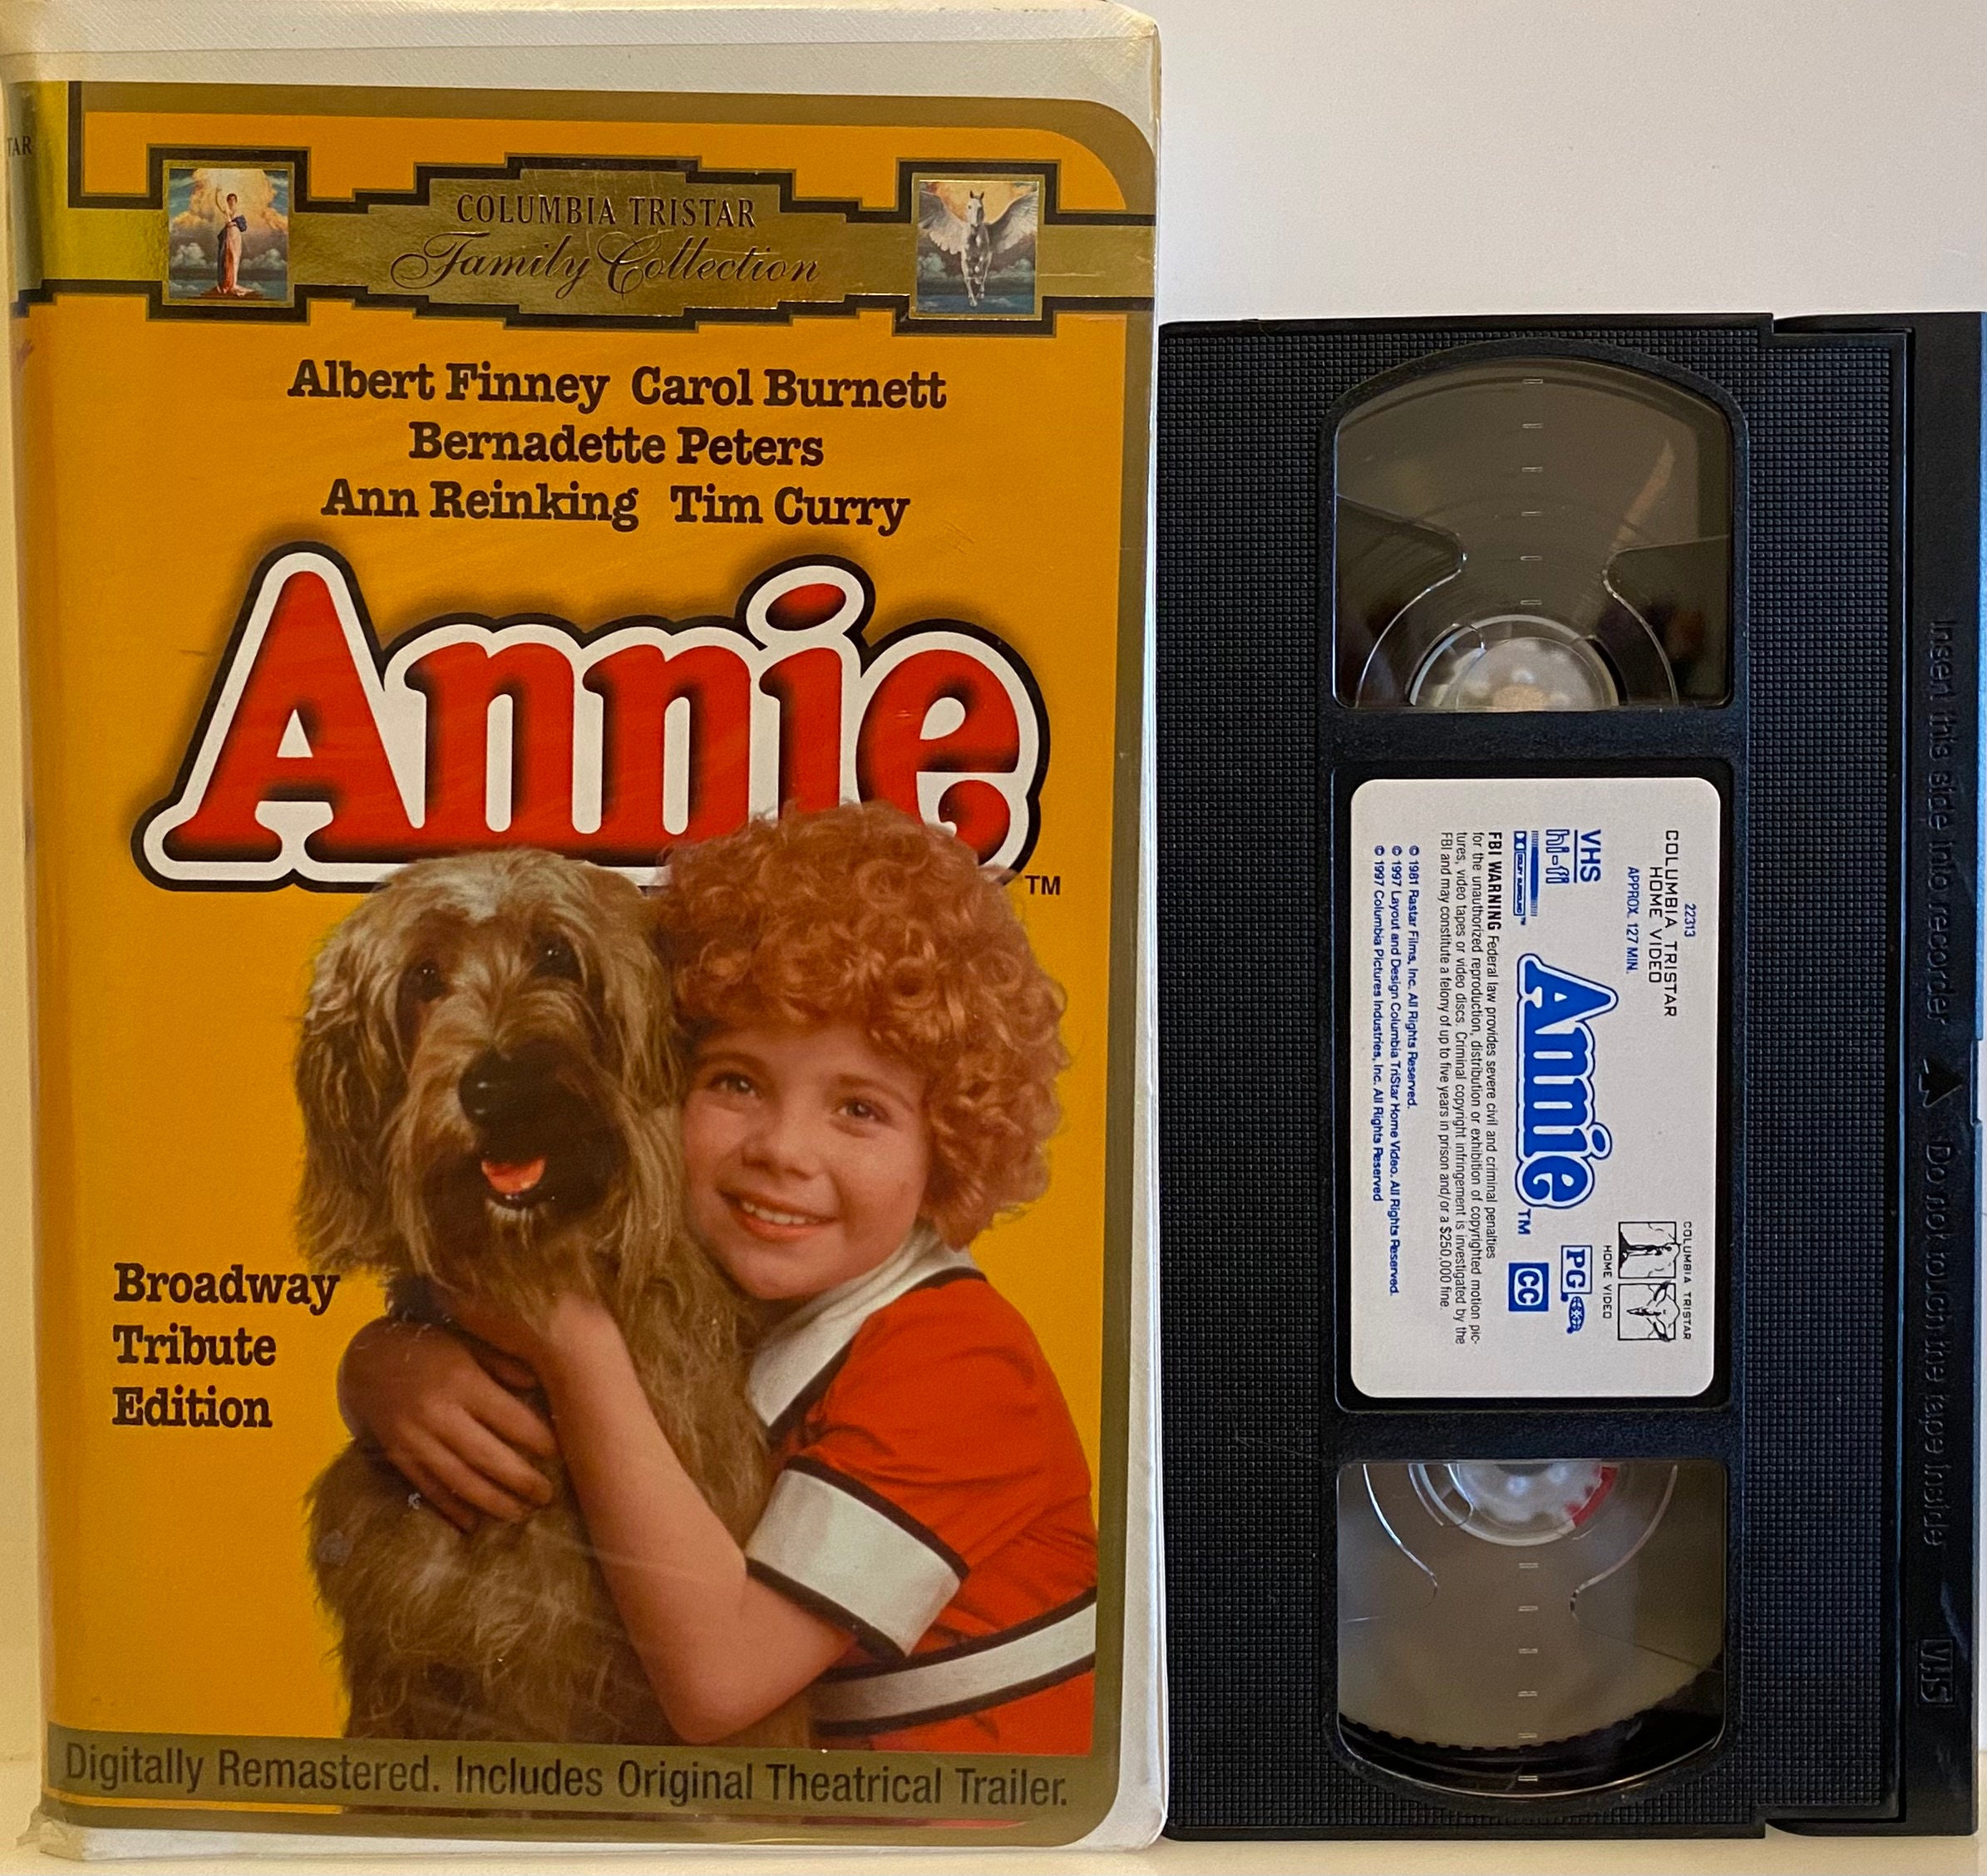 TAR
COLUMBIA TRISTAR
Family Collection
Albert Finney Carol Burnett
Bernadette Peters
Ann Reinking Tim Curry
Annie
TM
Broadway
Tribute
Edition
Digitally Remastered. Includes Original Theatrical Trailer.
22313
COLUMBIA TRISTAR
HOME VIDEO
APPROX. 127 MIN.
COLUMBIA TRISTAR
HOME VIDEO
VHS
hi-fi
DOLBY SURROUND
TM
Annie
TM
PG
CC
FBI WARNING Federal law provides severe civil and criminal penalties
for the unauthorized reproduction, distribution or exhibition of copyrighted motion pic-
tures, video tapes or video discs. Criminal copyright infringement is investigated by the
FBI and may constitute a felony of up to five years in prison and/or a $250,000 fine.
© 1981 Rastar Films, Inc. All Rights Reserved.
© 1997 Layout and Design Columbia TriStar Home Video. All Rights Reserved.
© 1997 Columbia Pictures Industries, Inc. All Rights Reserved
Insert this side into recorder ▲ Do not touch the tape inside
VHS